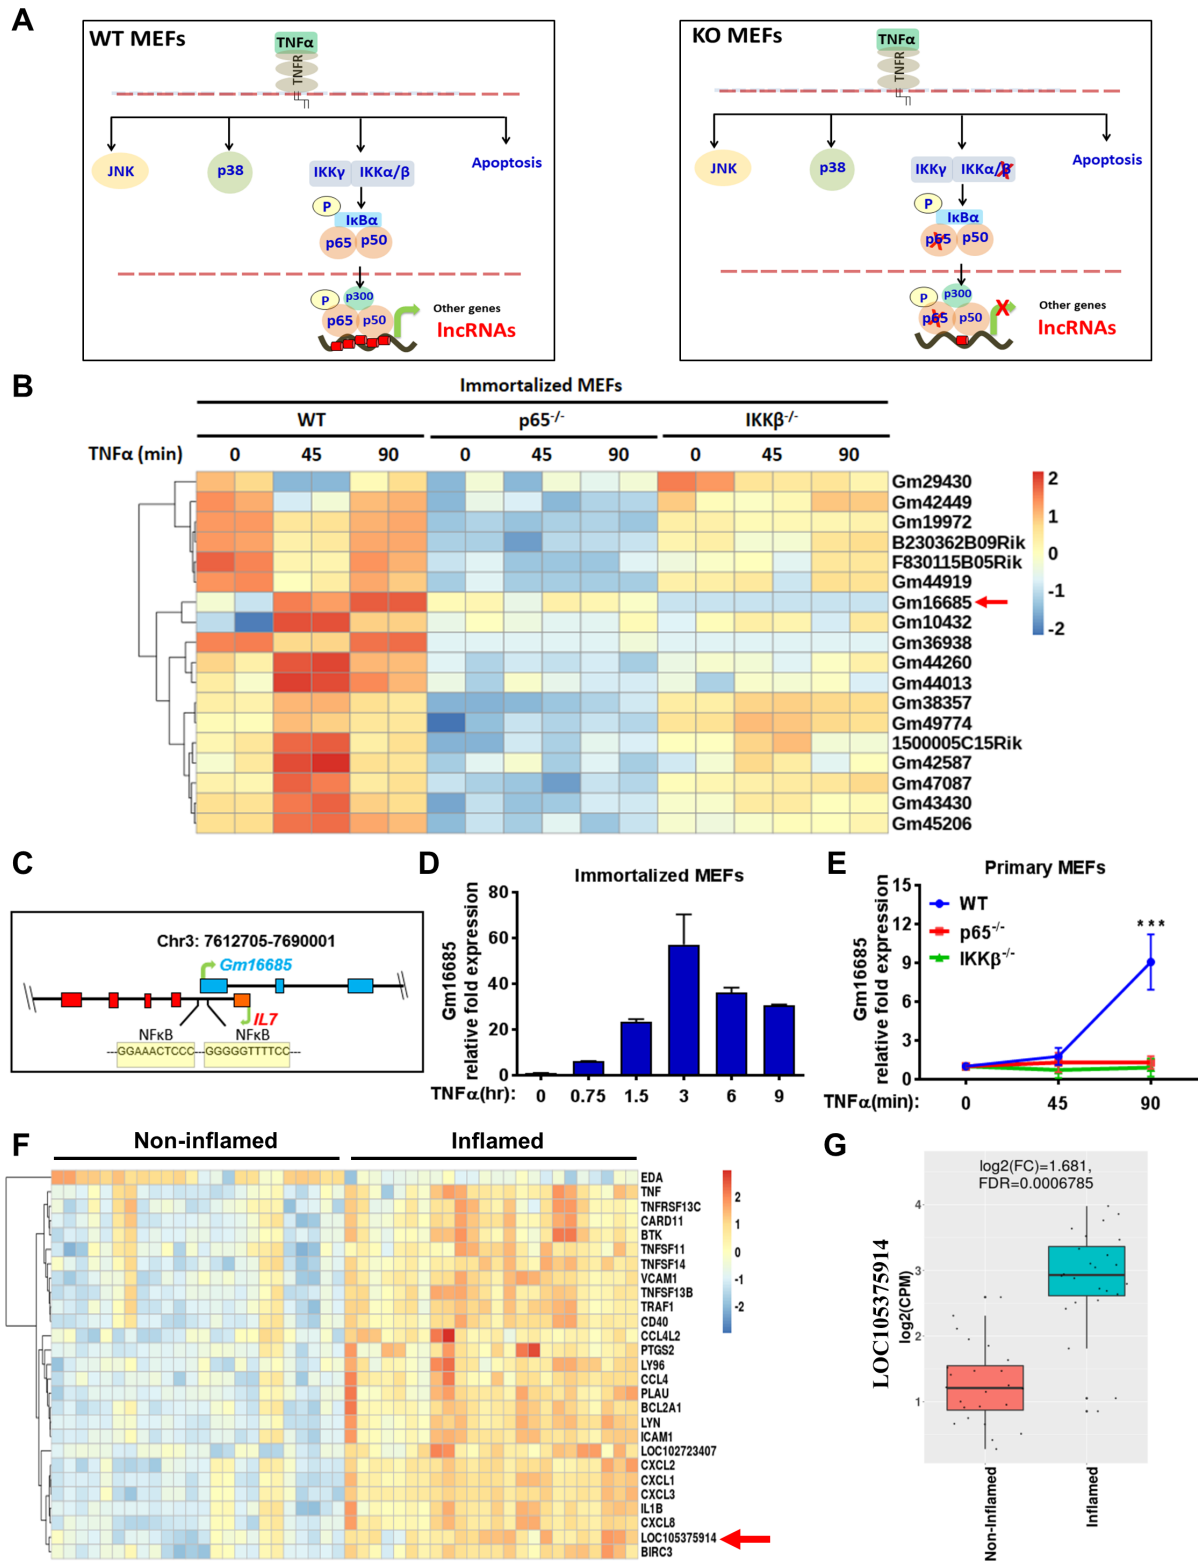 A
WT MEFs
TNFα
TNFR
JNK
p38
IKKγ
IKKα/β
Apoptosis
P
IκBα
p65
p50
P
p300
p65
p50
Other genes
lncRNAs
KO MEFs
TNFα
TNFR
JNK
p38
IKKγ
IKKα/β
Apoptosis
P
IκBα
p65
p50
P
p300
p65
p50
X
Other genes
lncRNAs
B
Immortalized MEFs
WT p65-/- IKKβ-/-
TNFα (min) 0 45 90 0 45 90 0 45 90
Gm29430
Gm42449
Gm19972
B230362B09Rik
F830115B05Rik
Gm44919
Gm16685
Gm10432
Gm36938
Gm44260
Gm44013
Gm38357
Gm49774
1500005C15Rik
Gm42587
Gm47087
Gm43430
Gm45206
2
1
0
-1
-2
C
Chr3: 7612705-7690001
Gm16685
IL7
NFκB NFκB
---GGAAACTCCC---GGGGGTTTTCC---
D
Immortalized MEFs
Gm16685
relative fold expression
80
60
40
20
0
TNFα(hr): 0 0.75 1.5 3 6 9
E
Primary MEFs
Gm16685
relative fold expression
15
12
9
6
3
0
WT
p65-/-
IKKβ-/-
***
TNFα(min): 0 45 90
F
Non-inflamed Inflamed
EDA
TNF
TNFRSF13C
CARD11
BTK
TNFSF11
TNFSF14
VCAM1
TNFSF13B
TRAF1
CD40
CCL4L2
PTGS2
LY96
CCL4
PLAU
BCL2A1
LYN
ICAM1
LOC102723407
CXCL2
CXCL1
CXCL3
IL1B
CXCL8
LOC105375914
BIRC3
2
1
0
-1
-2
G
log2(FC)=1.681,
FDR=0.0006785
LOC105375914
log2(CPM)
4
3
2
1
Non-Inflamed
Inflamed